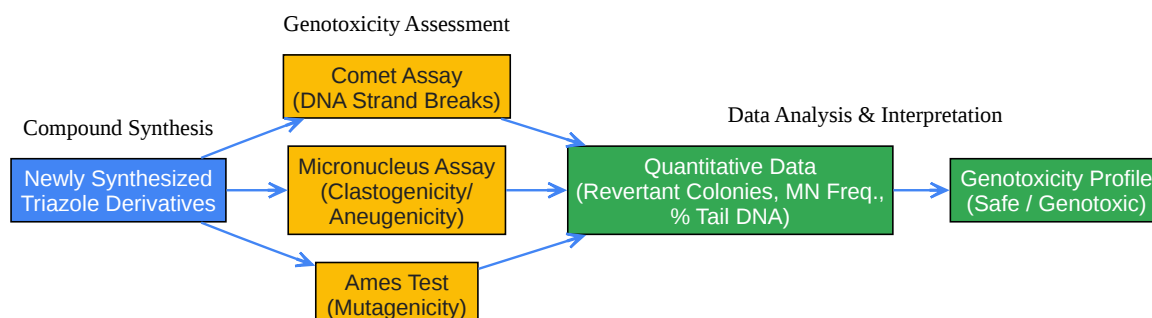 Genotoxicity Assessment
Comet Assay
(DNA Strand Breaks)
Compound Synthesis
Data Analysis & Interpretation
Newly Synthesized
Triazole Derivatives
Micronucleus Assay
(Clastogenicity/
Aneugenicity)
Quantitative Data
(Revertant Colonies, MN Freq.,
% Tail DNA)
Genotoxicity Profile
(Safe / Genotoxic)
Ames Test
(Mutagenicity)